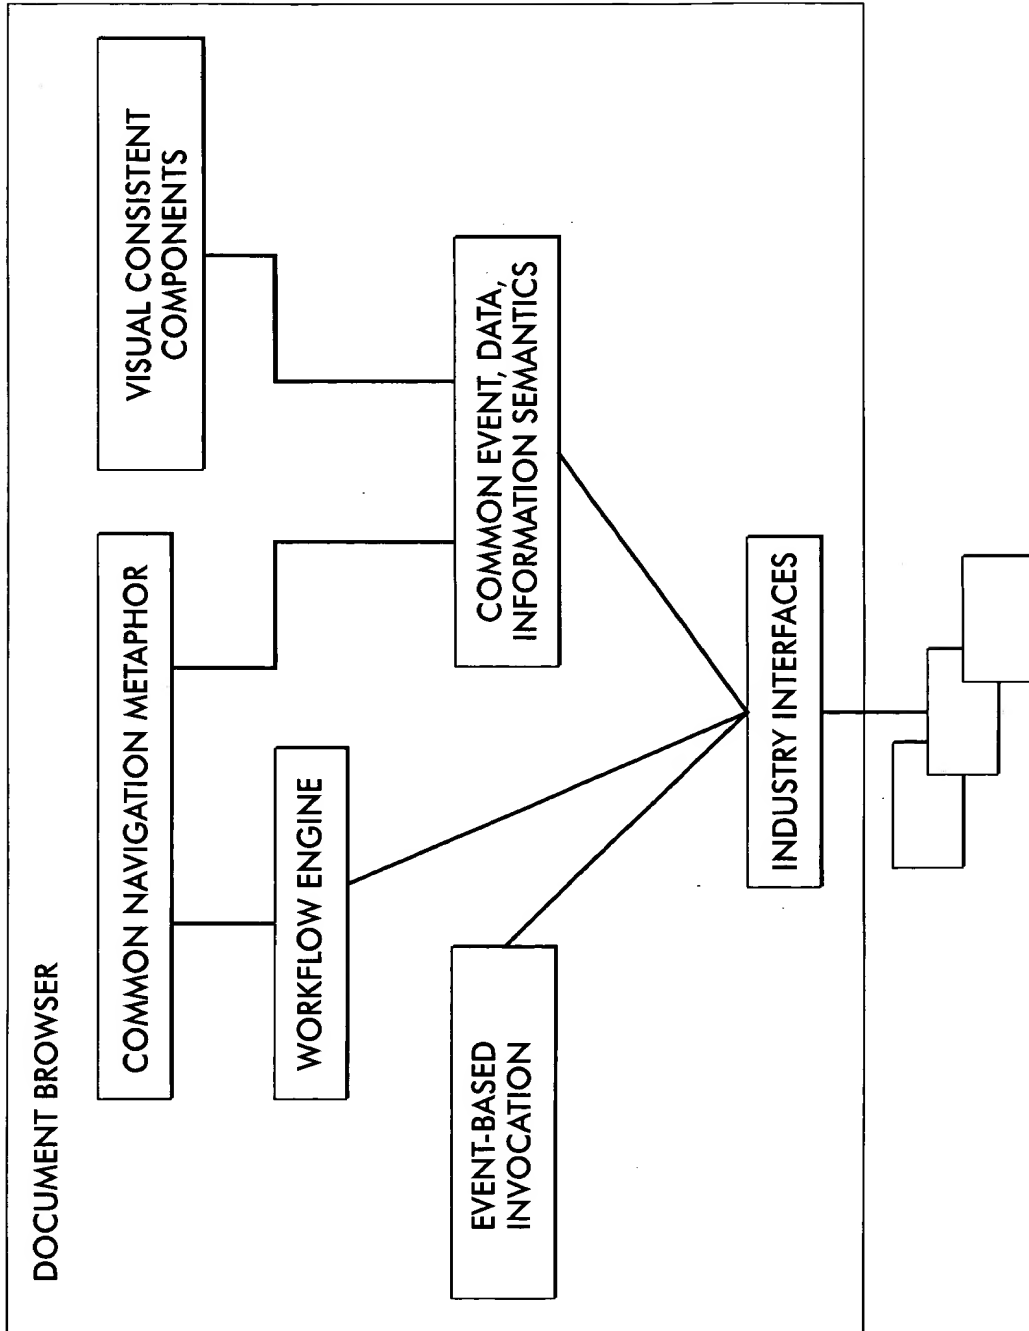 DOCUMENT BROWSER
COMMON NAVIGATION METAPHOR
VISUAL CONSISTENT
COMPONENTS
WORKFLOW ENGINE
EVENT-BASED
INVOCATION
COMMON EVENT, DATA,
INFORMATION SEMANTICS
INDUSTRY INTERFACES